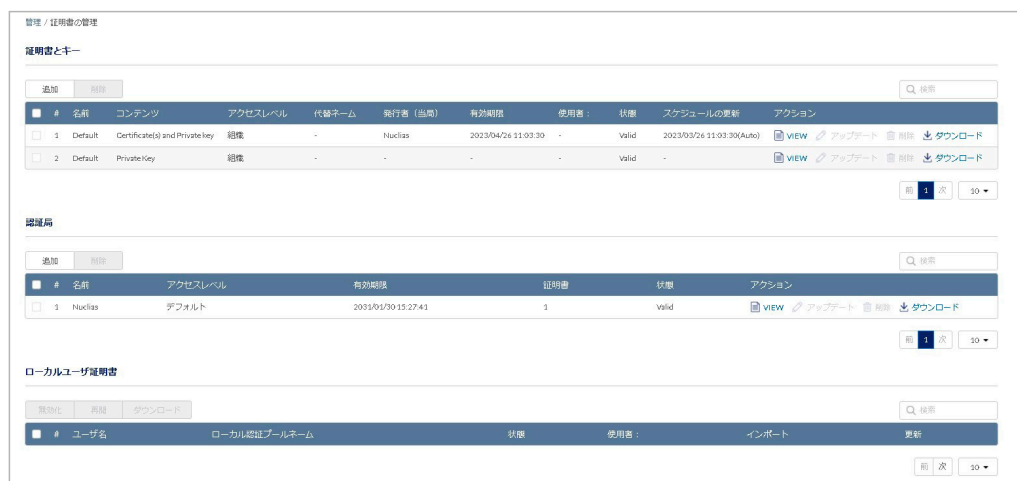 管理 / 証明書の管理
証明書とキー
追加 削除 検索
# 名前 コンテンツ アクセスレベル 代替ネーム 発行者（当局） 有効期限 使用者： 状態 スケジュールの更新 アクション
1 Default Certificate(s) and Private key 組織 - Nuclias 2023/04/26 11:03:30 - Valid 2023/03/26 11:03:30(Auto) VIEW アップデート 削除 ダウンロード
2 Default Private Key 組織 - - - - Valid - VIEW アップデート 削除 ダウンロード
前 1 次 10
認証局
追加 削除 検索
# 名前 アクセスレベル 有効期限 証明書 状態 アクション
1 Nuclias デフォルト 2031/01/30 15:27:41 1 Valid VIEW アップデート 削除 ダウンロード
前 1 次 10
ローカルユーザ証明書
無効化 再開 ダウンロード 検索
# ユーザ名 ローカル認証プールネーム 状態 使用者： インポート 更新
前 次 10